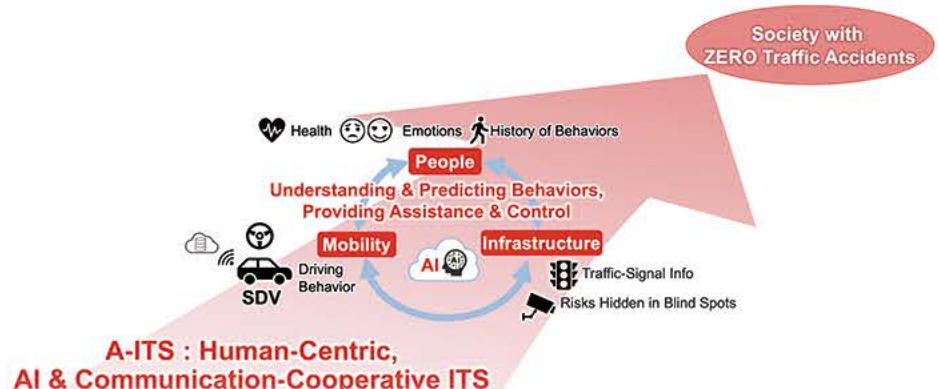 Society with
ZERO Traffic Accidents
Health
Emotions
History of Behaviors
People
Understanding & Predicting Behaviors,
Providing Assistance & Control
Mobility
Infrastructure
AI
AI
Driving
Behavior
SDV
Traffic-Signal Info
Risks Hidden in Blind Spots
A-ITS : Human-Centric,
AI & Communication-Cooperative ITS